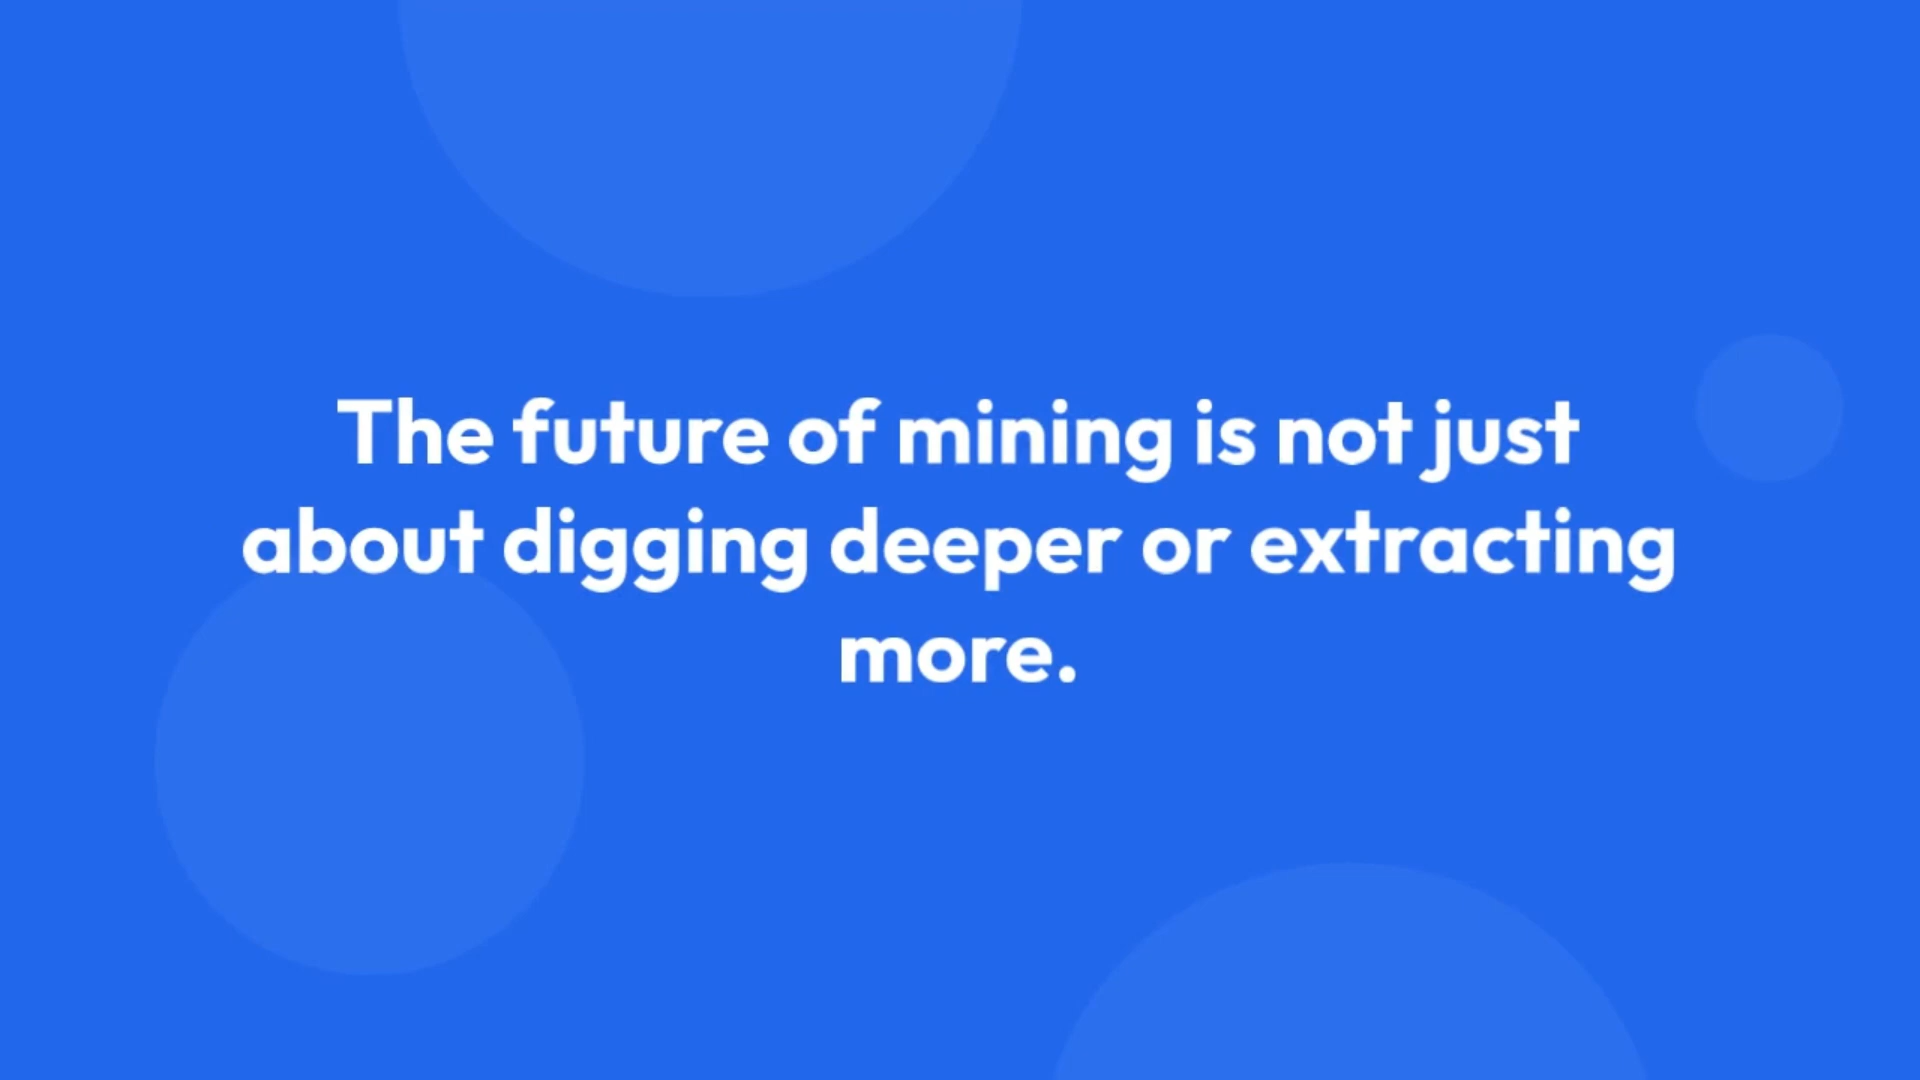 The future of mining is not just
about digging deeper or extracting
more.